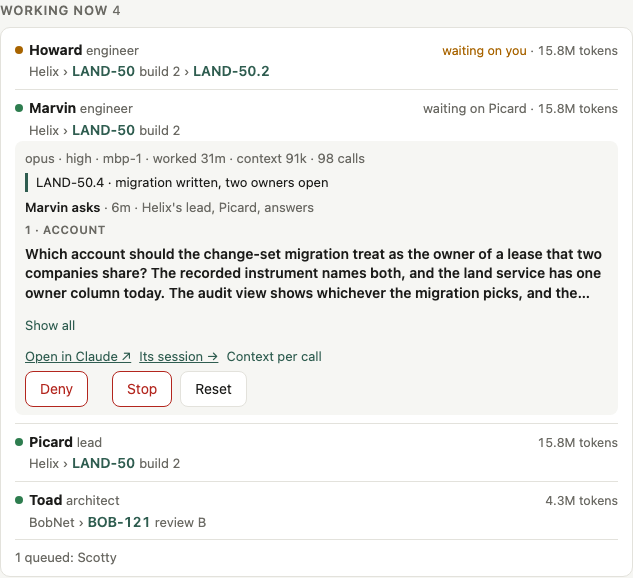 WORKING NOW 4
Howard engineer
waiting on you · 15.8M tokens
Helix › LAND-50 build 2 › LAND-50.2
Marvin engineer
waiting on Picard · 15.8M tokens
Helix › LAND-50 build 2
opus · high · mbp-1 · worked 31m · context 91k · 98 calls
LAND-50.4 · migration written, two owners open
Marvin asks · 6m · Helix's lead, Picard, answers
1 · ACCOUNT
Which account should the change-set migration treat as the owner of a lease that two
companies share? The recorded instrument names both, and the land service has one
owner column today. The audit view shows whichever the migration picks, and the...
Show all
Open in Claude ↗ Its session → Context per call
Deny Stop Reset
Picard lead
15.8M tokens
Helix › LAND-50 build 2
Toad architect
4.3M tokens
BobNet › BOB-121 review B
1 queued: Scotty